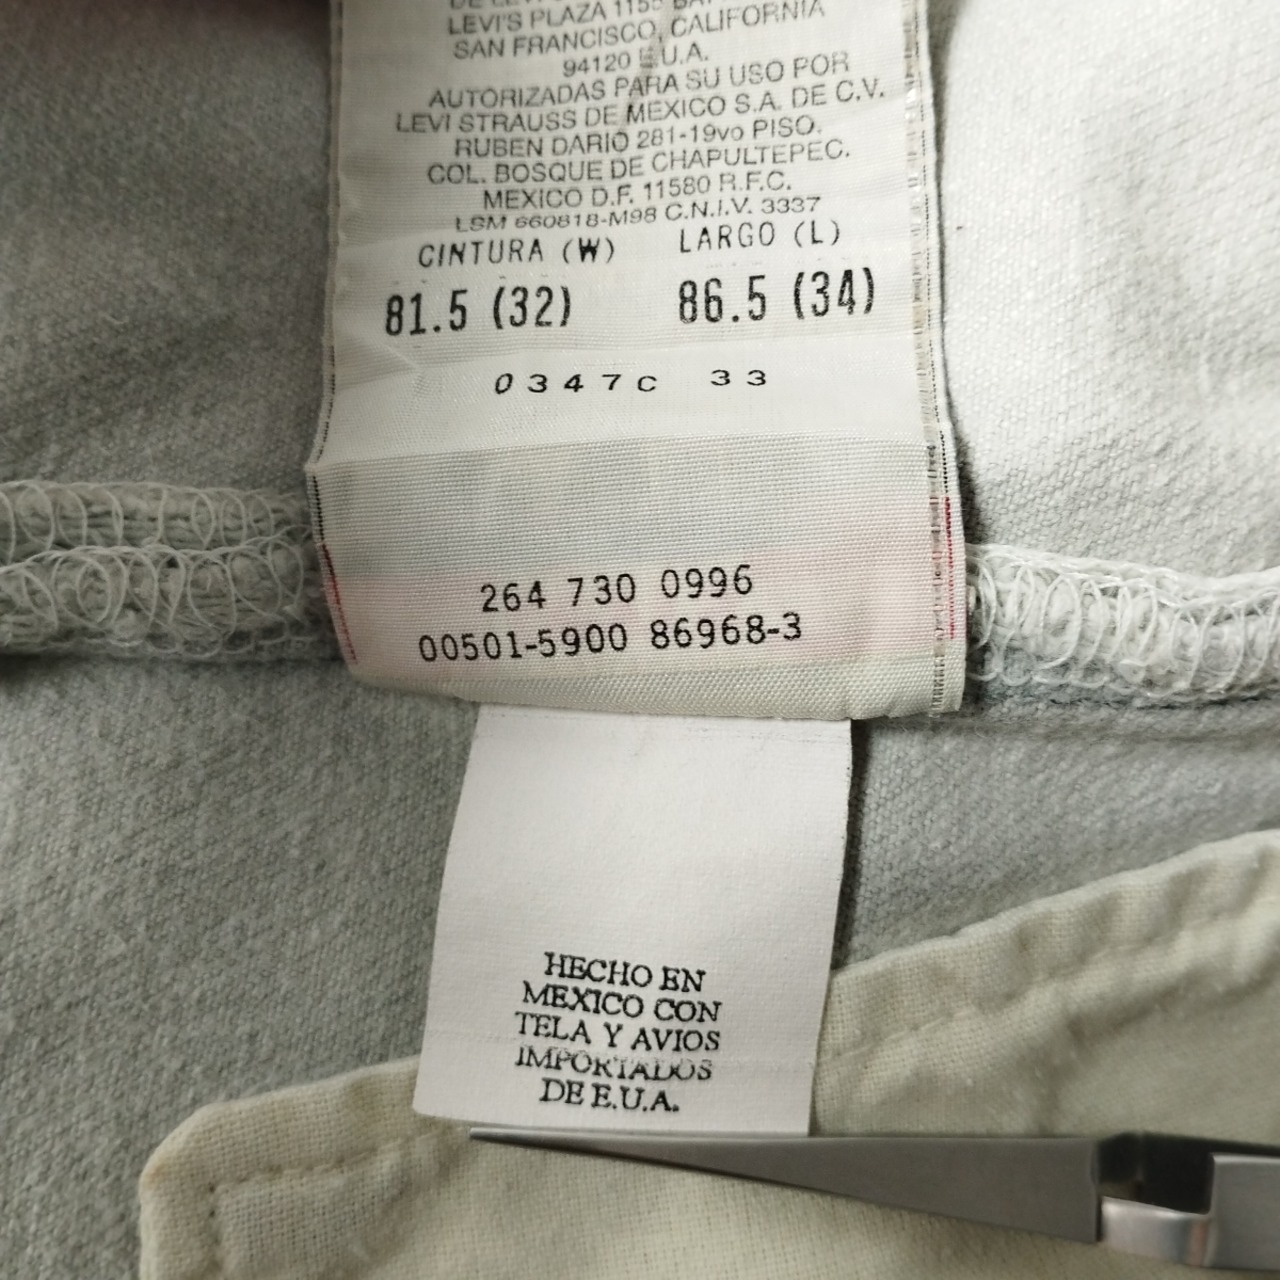 LEVI'S PLAZA 1155
SAN FRANCISCO, CALIFORNIA
94120 E.U.A.
AUTORIZADAS PARA SU USO POR
LEVI STRAUSS DE MEXICO S.A. DE C.V.
RUBEN DARIO 281-19vo PISO.
COL. BOSQUE DE CHAPULTEPEC.
MEXICO D.F. 11580 R.F.C.
LSM 660818-M98 C.N.I.V. 3337
CINTURA (W) LARGO (L)
81.5 (32) 86.5 (34)
0347C 33
264 730 0996
00501-5900 86968-3
HECHO EN
MEXICO CON
TELA Y AVIOS
IMPORTADOS
DE E.U.A.